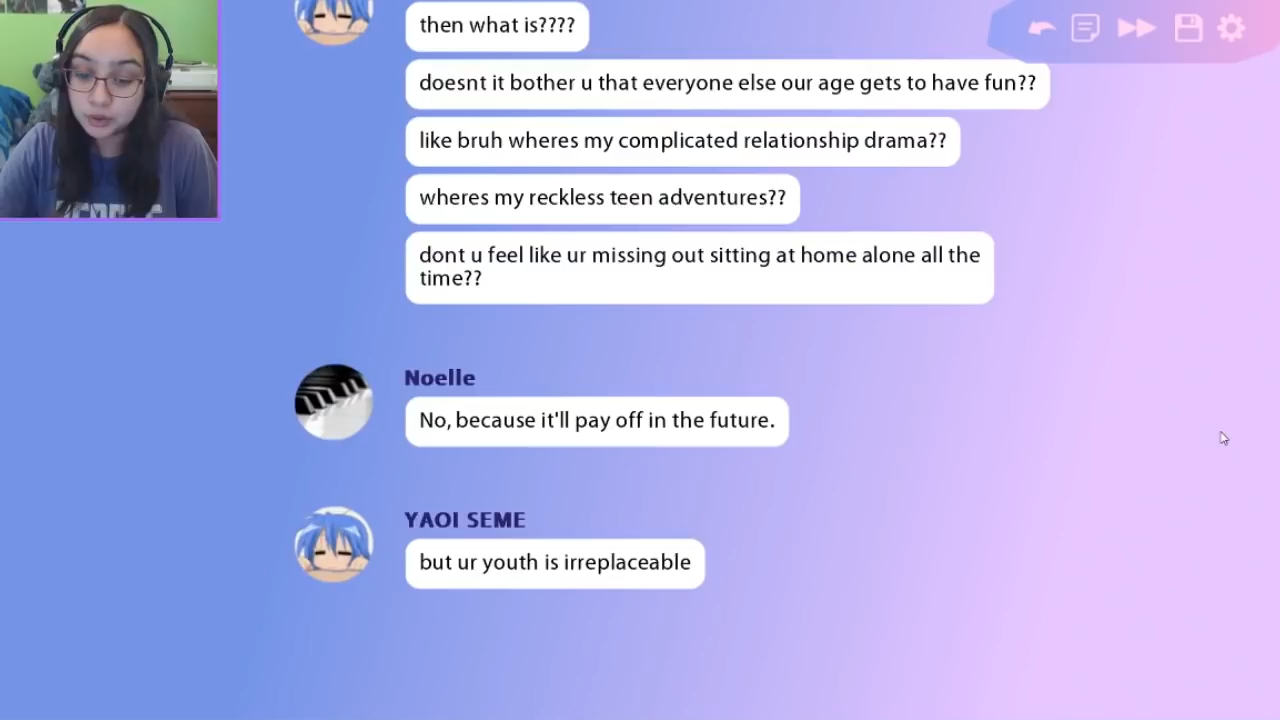 then what is????
doesnt it bother u that everyone else our age gets to have fun??
like bruh wheres my complicated relationship drama??
wheres my reckless teen adventures??
dont u feel like ur missing out sitting at home alone all the
time??
Noelle
No, because it'll pay off in the future.
YAOI SEME
but ur youth is irreplaceable